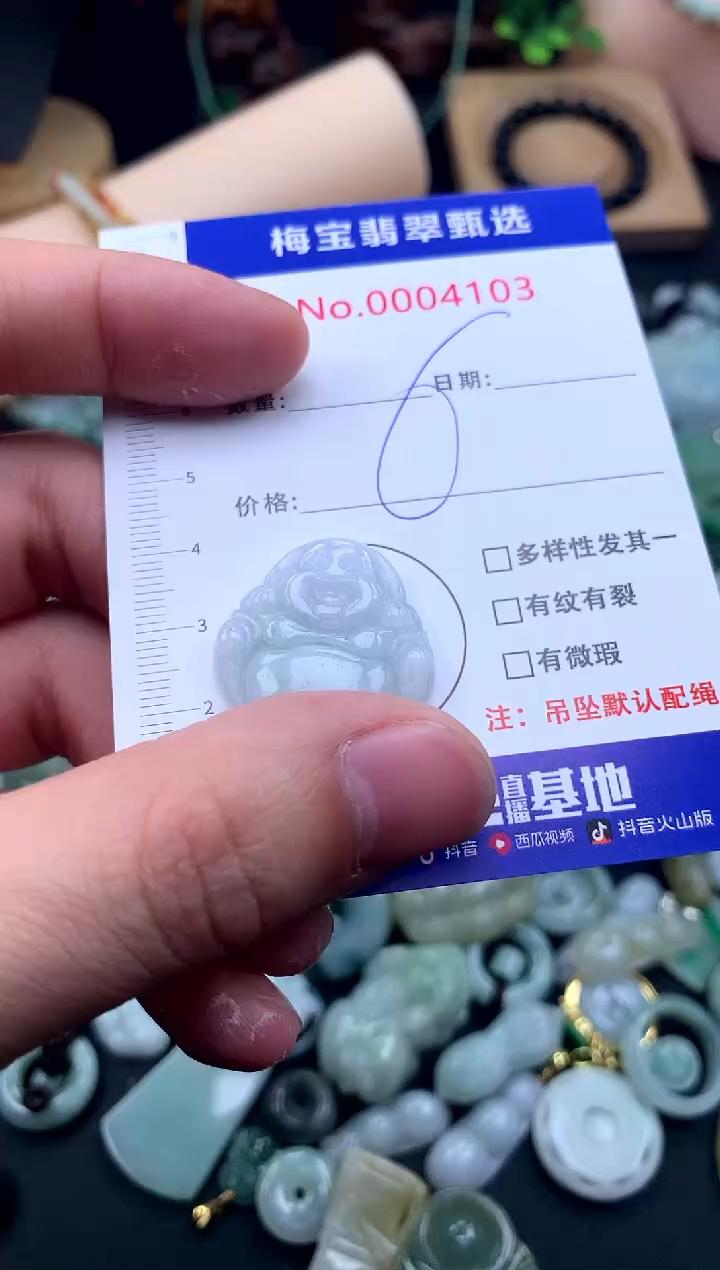 梅宝翡翠甄选
No.0004103
数量: 日期:
5
价格:
4
多样性发其一
3
有纹有裂
有微瑕
2
注：吊坠默认配绳
直播基地
抖音 西瓜视频 抖音火山版